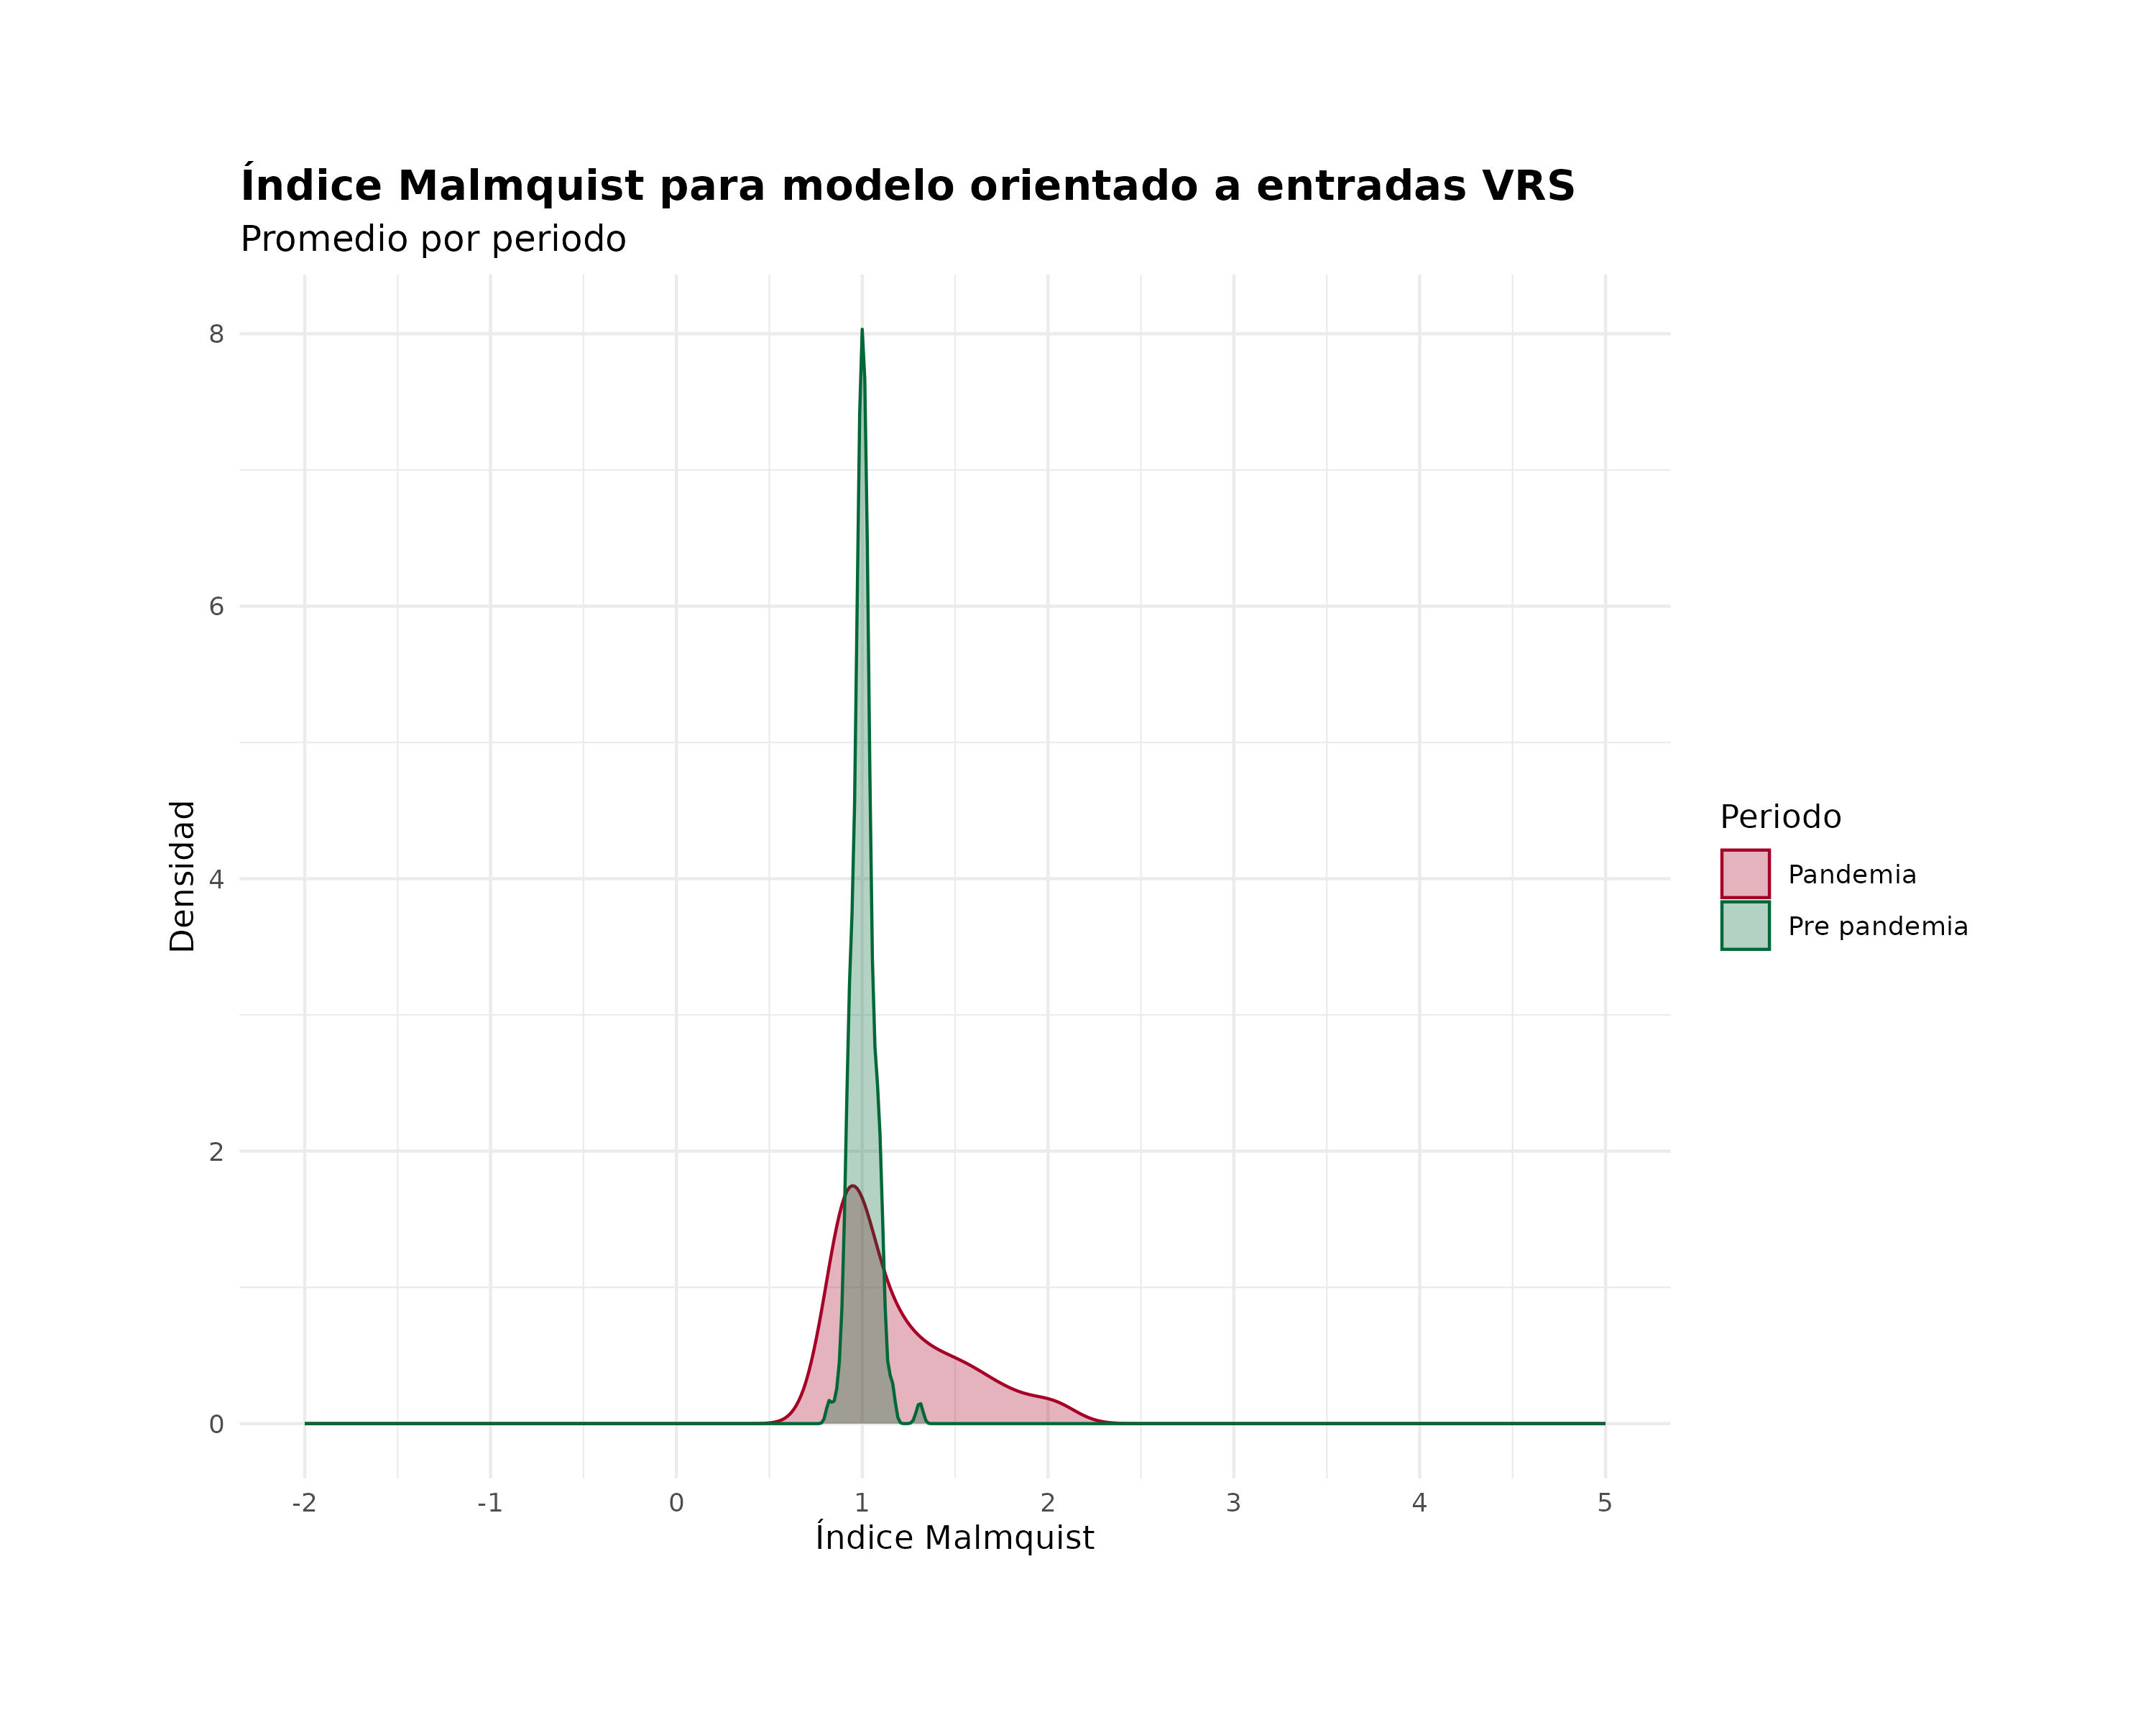 Índice Malmquist para modelo orientado a entradas VRS
Promedio por periodo
8
6
4
2
0
Densidad
-2 -1 0 1 2 3 4 5
Índice Malmquist
Periodo
Pandemia
Pre pandemia